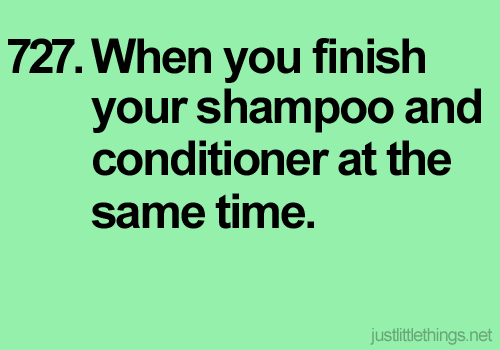 727. When you finish
your shampoo and
conditioner at the
same time.
justlittlethings.net